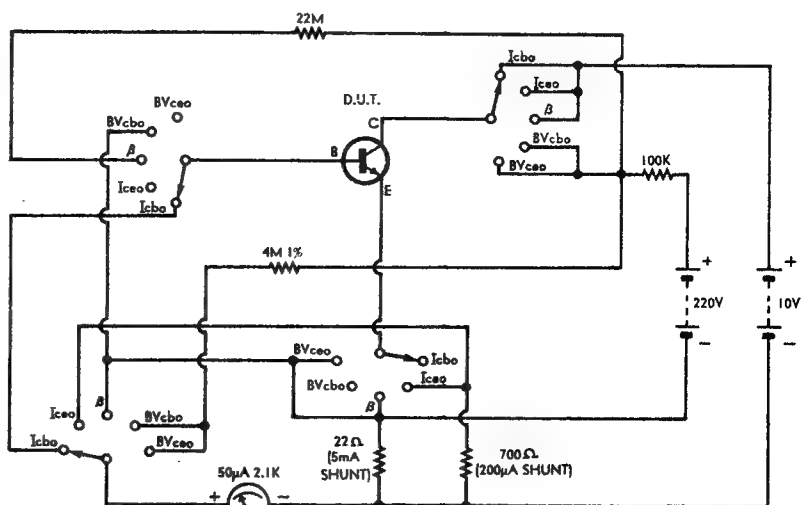 22M
Icbo
BVceo
D.U.T.
Iceo
BVcbo
C
β
β
B
BVcbo
Iceo
BVceo
100K
Icbo
E
4M 1%
+
+
220V
10V
-
-
BVceo
Icbo
Iceo
β
BVcbo
Iceo
BVcbo
β
Icbo
BVceo
22Ω
(5mA
SHUNT)
700Ω
(200μA SHUNT)
50μA 2.1K
+
-